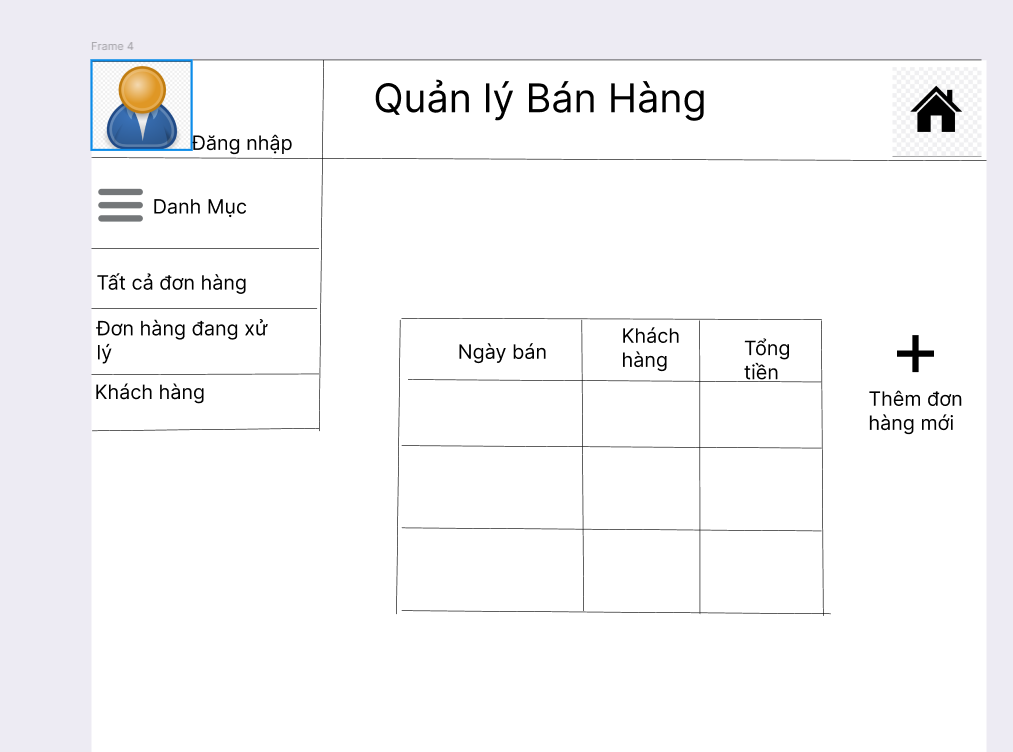 Frame 4
Đăng nhập
Quản lý Bán Hàng
Danh Mục
Tất cả đơn hàng
Đơn hàng đang xử
lý
Khách hàng
Ngày bán
Khách
hàng
Tổng
tiền
Thêm đơn
hàng mới